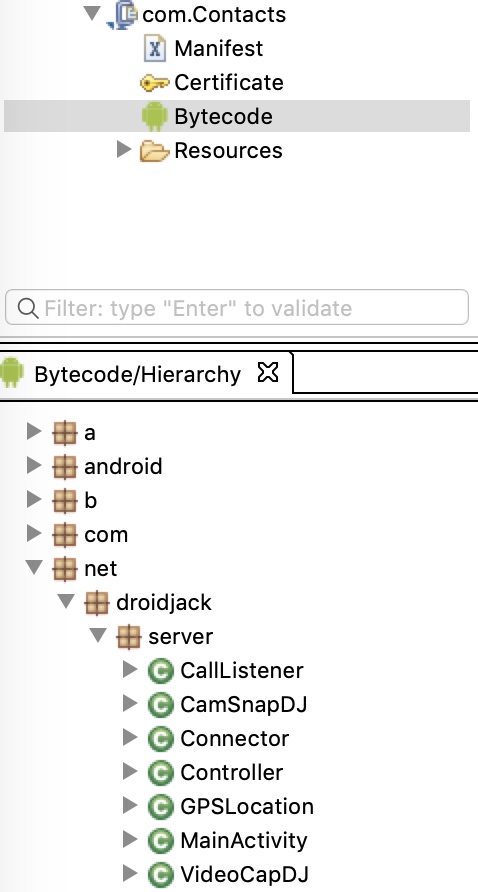 com.Contacts
Manifest
Certificate
Bytecode
Resources
Filter: type "Enter" to validate
Bytecode/Hierarchy
a
android
b
com
net
droidjack
server
CallListener
CamSnapDJ
Connector
Controller
GPSLocation
MainActivity
VideoCapDJ